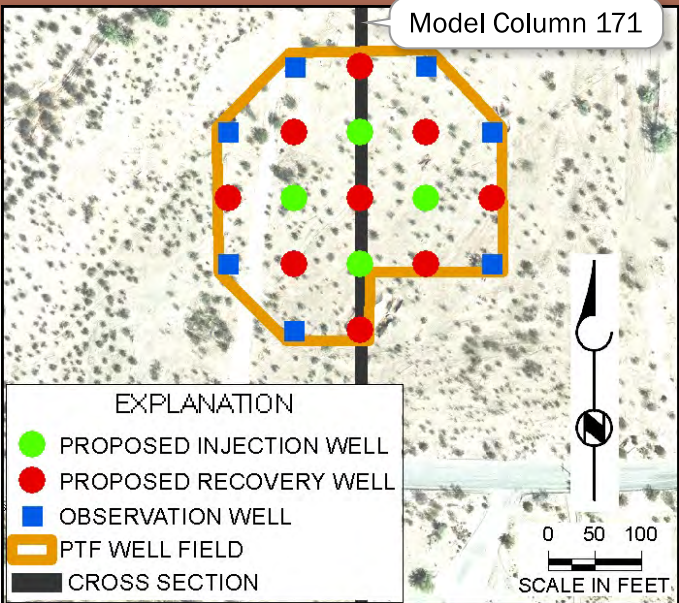 Model Column 171
EXPLANATION
PROPOSED INJECTION WELL
PROPOSED RECOVERY WELL
OBSERVATION WELL
PTF WELL FIELD
CROSS SECTION
N
0 50 100
SCALE IN FEET